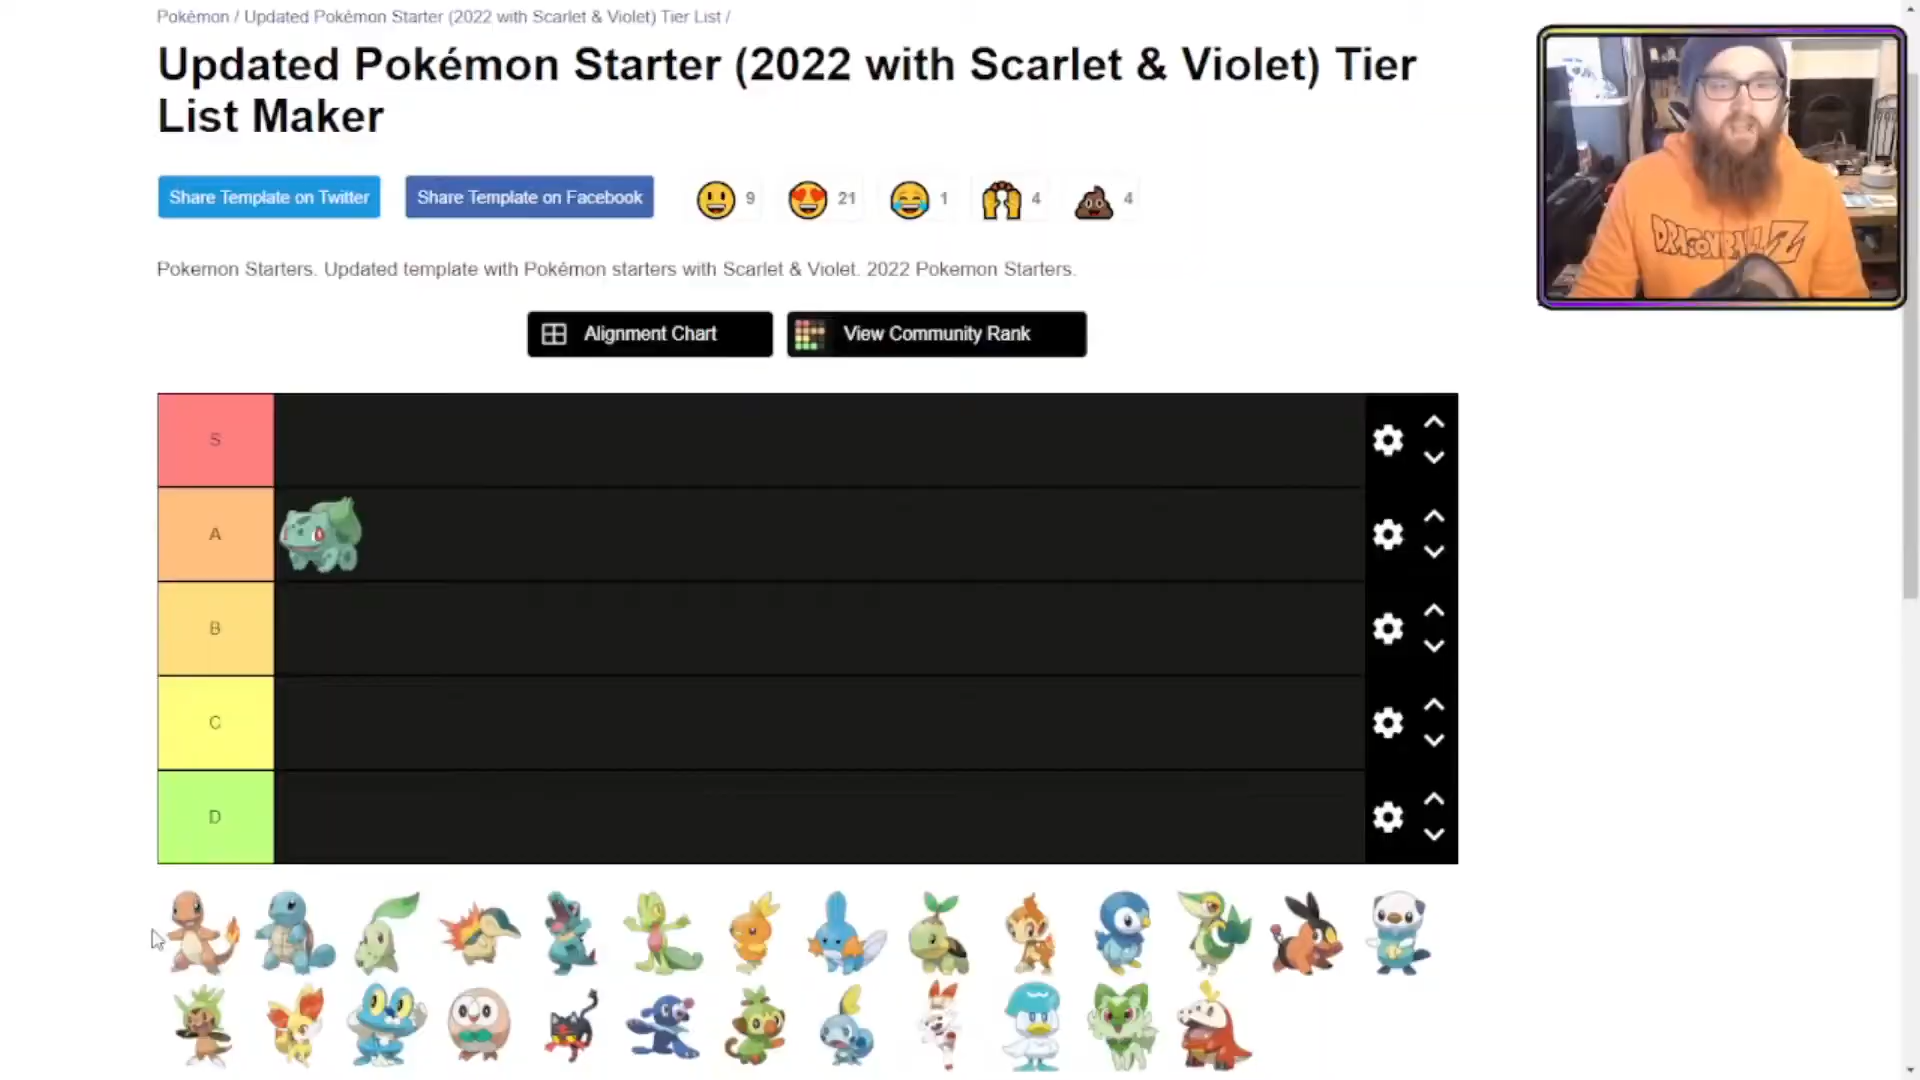 Pokémon / Updated Pokémon Starter (2022 with Scarlet & Violet) Tier List /
Updated Pokémon Starter (2022 with Scarlet & Violet) Tier
List Maker
Share Template on Twitter
Share Template on Facebook
9
21
1
4
4
Pokemon Starters. Updated template with Pokémon starters with Scarlet & Violet. 2022 Pokemon Starters.
Alignment Chart
View Community Rank
DRAGONBALL Z
S
A
B
C
D